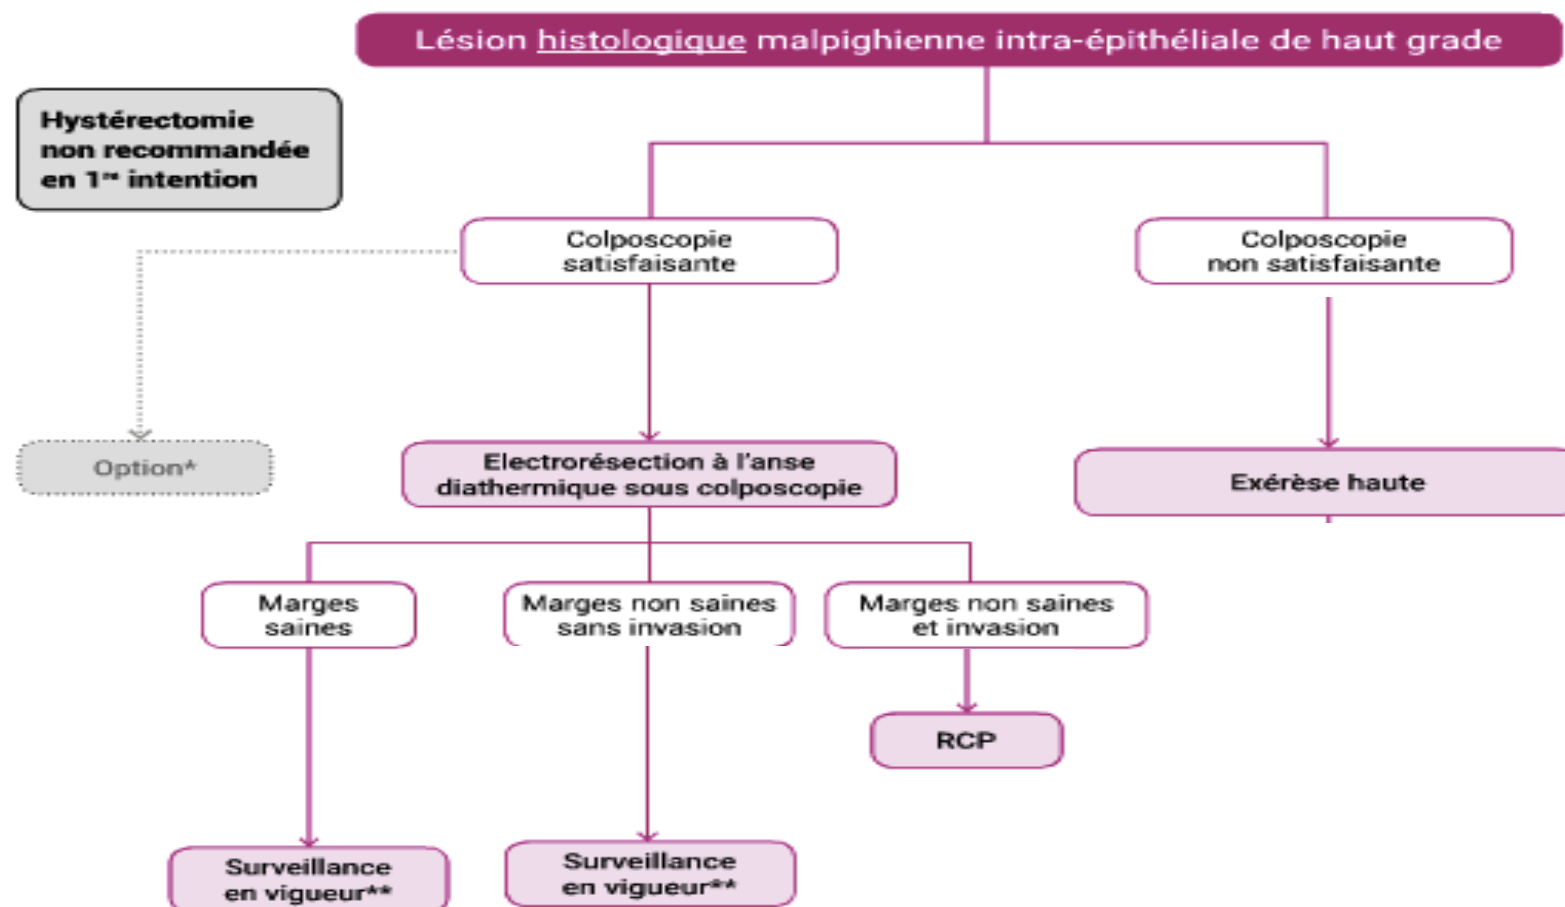 Lésion histologique malpighienne intra-épithéliale de haut grade
Hystérectomie
non recommandée
en 1re intention
Colposcopie
satisfaisante
Colposcopie
non satisfaisante
Option*
Electrorésection à l'anse
diathermique sous colposcopie
Exérèse haute
Marges
saines
Marges non saines
sans invasion
Marges non saines
et invasion
RCP
Surveillance
en vigueur**
Surveillance
en vigueur**